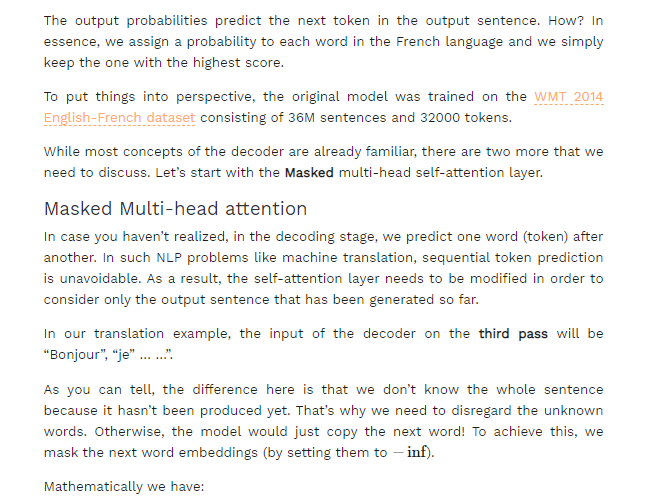 The output probabilities predict the next token in the output sentence. How? In
essence, we assign a probability to each word in the French language and we simply
keep the one with the highest score.
To put things into perspective, the original model was trained on the WMT 2014
English-French dataset consisting of 36M sentences and 32000 tokens.
While most concepts of the decoder are already familiar, there are two more that we
need to discuss. Let's start with the Masked multi-head self-attention layer.
Masked Multi-head attention
In case you haven't realized, in the decoding stage, we predict one word (token) after
another. In such NLP problems like machine translation, sequential token prediction
is unavoidable. As a result, the self-attention layer needs to be modified in order to
consider only the output sentence that has been generated so far.
In our translation example, the input of the decoder on the third pass will be
“Bonjour”, “je” ... ...”.
As you can tell, the difference here is that we don't know the whole sentence
because it hasn't been produced yet. That's why we need to disregard the unknown
words. Otherwise, the model would just copy the next word! To achieve this, we
mask the next word embeddings (by setting them to −inf).
Mathematically we have: